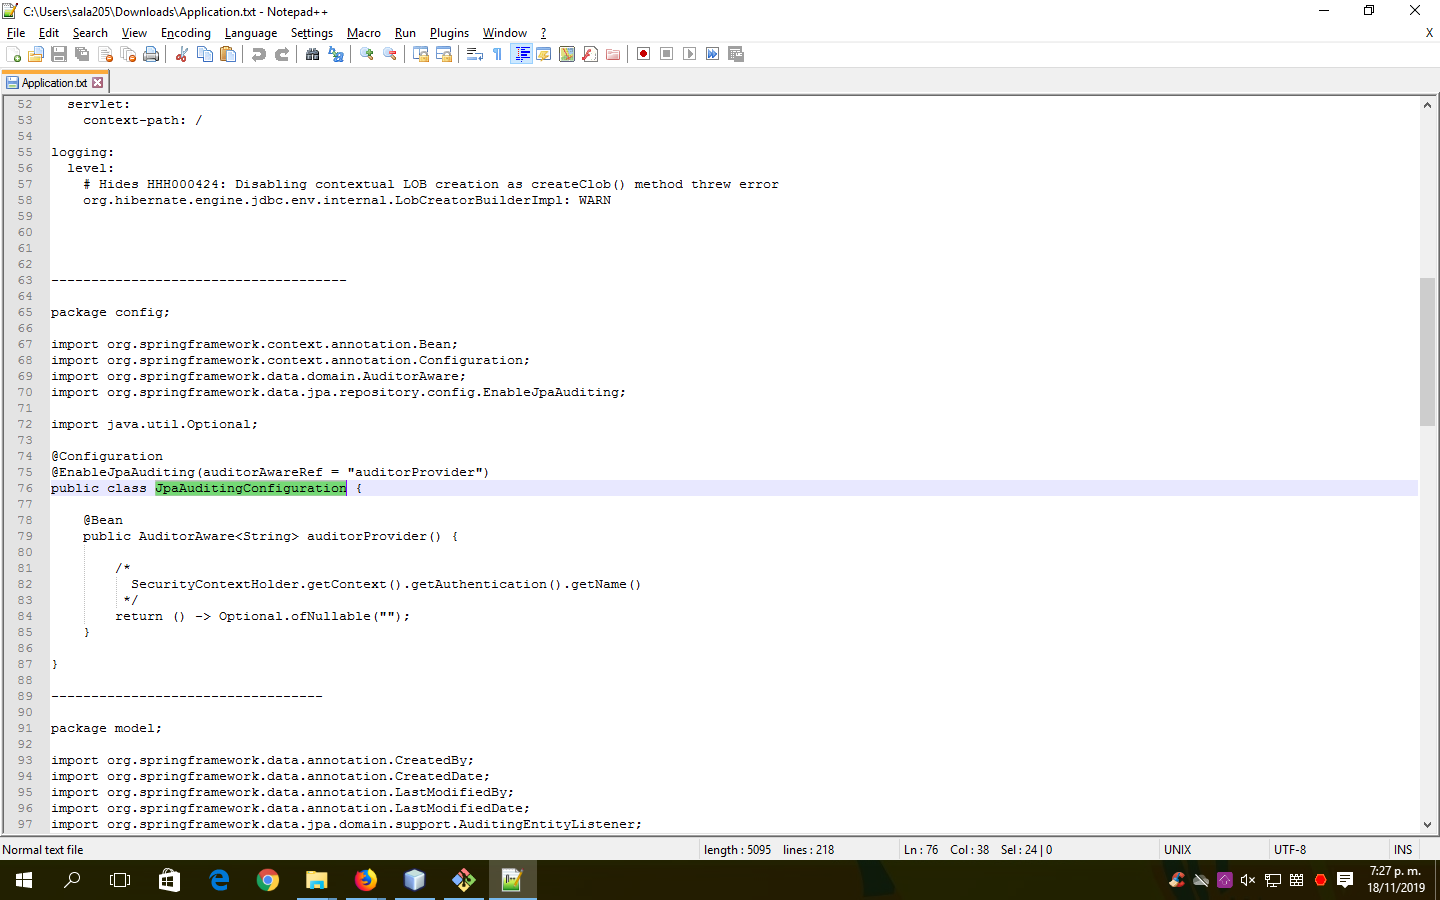 C:\Users\sala205\Downloads\Application.txt - Notepad++
File Edit Search View Encoding Language Settings Macro Run Plugins Window ? X
Application.txt
52   servlet:
53     context-path: /
54
55 logging:
56   level:
57     # Hides HHH000424: Disabling contextual LOB creation as createClob() method threw error
58     org.hibernate.engine.jdbc.env.internal.LobCreatorBuilderImpl: WARN
59
60
61
62
63 -------------------------------------
64
65 package config;
66
67 import org.springframework.context.annotation.Bean;
68 import org.springframework.context.annotation.Configuration;
69 import org.springframework.data.domain.AuditorAware;
70 import org.springframework.data.jpa.repository.config.EnableJpaAuditing;
71
72 import java.util.Optional;
73
74 @Configuration
75 @EnableJpaAuditing(auditorAwareRef = "auditorProvider")
76 public class JpaAuditingConfiguration {
77
78     @Bean
79     public AuditorAware<String> auditorProvider() {
80
81         /*
82           SecurityContextHolder.getContext().getAuthentication().getName()
83          */
84         return () -> Optional.ofNullable("");
85     }
86
87 }
88
89 ----------------------------------
90
91 package model;
92
93 import org.springframework.data.annotation.CreatedBy;
94 import org.springframework.data.annotation.CreatedDate;
95 import org.springframework.data.annotation.LastModifiedBy;
96 import org.springframework.data.annotation.LastModifiedDate;
97 import org.springframework.data.jpa.domain.support.AuditingEntityListener;
Normal text file length : 5095 lines : 218 Ln : 76 Col : 38 Sel : 24 | 0 UNIX UTF-8 INS
7:27 p. m.
18/11/2019